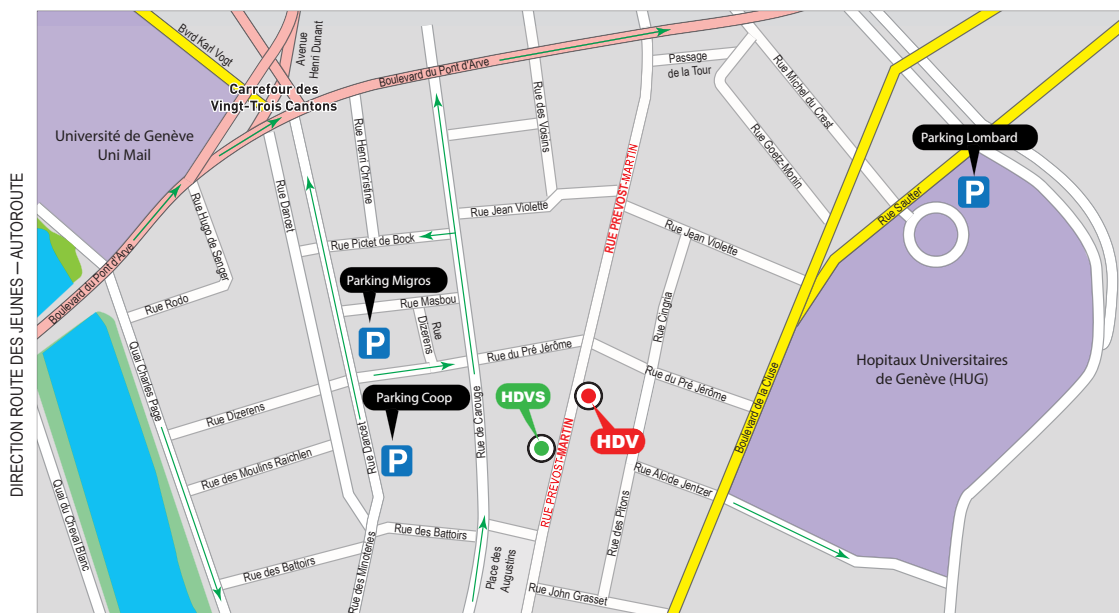 DIRECTION ROUTE DES JEUNES — AUTOROUTE
Bvrd Karl Vogt
Avenue
Henri Dunant
Carrefour des
Vingt-Trois Cantons
Boulevard du Pont d'Arve
Université de Genève
Uni Mail
Passage
de la Tour
Rue Michel du Crest
Parking Lombard
P
Rue Henri Christine
Rue des Voisins
Rue Goetz-Monin
Rue Sautter
Rue Dancet
Rue Hugo de Senger
RUE PREVOST-MARTIN
Rue Jean Violette
Rue Jean Violette
Rue Pictet de Bock
Boulevard du Pont d'Arve
Parking Migros
P
Rue Masbou
Rue Rodo
Rue
Dizerens
Rue Cingria
Rue du Pré Jérôme
Rue du Pré Jérôme
Hopitaux Universitaires
de Genève (HUG)
Quai Charles Page
Parking Coop
P
Rue de Carouge
HDVS
HDV
Boulevard de la Cluse
Rue Dizerens
Rue Dancet
Rue des Moulins Raichlen
RUE PREVOST-MARTIN
Rue Alcide Jentzer
Quai du Cheval Blanc
Rue des Battoirs
Rue des Pitons
Rue des Battoirs
Rue des Minoteries
Place des
Augustins
Rue John Grasset